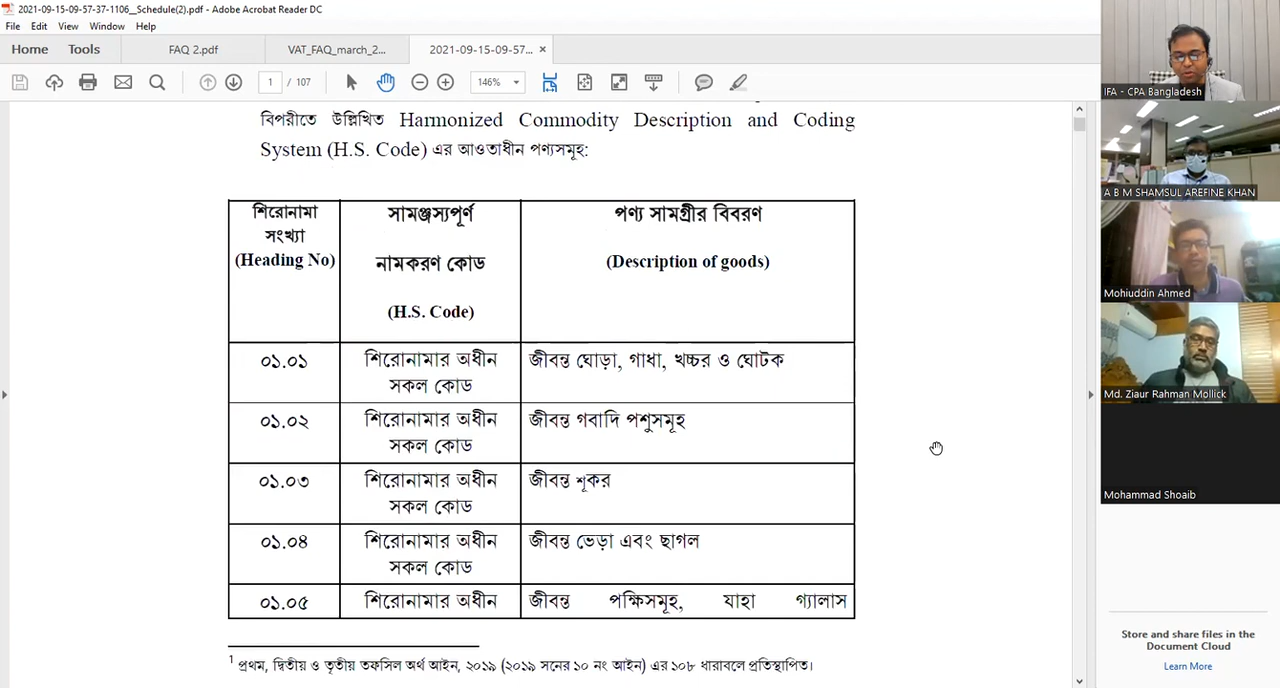 2021-09-15-09-57-37-1106__Schedule(2).pdf - Adobe Acrobat Reader DC
File Edit View Window Help
Home Tools FAQ 2.pdf VAT_FAQ_march_2... 2021-09-15-09-57... ×
1 / 107 146%
বিপরীতে উল্লিখিত Harmonized Commodity Description and Coding
System (H.S. Code) এর আওতাধীন পণ্যসমূহ:
শিরোনামা
সংখ্যা
(Heading No)
সামঞ্জস্যপূর্ণ
নামকরণ কোড
(H.S. Code)
পণ্য সামগ্রীর বিবরণ
(Description of goods)
০১.০১ শিরোনামার অধীন জীবন্ত ঘোড়া, গাধা, খচ্চর ও ঘোটক
সকল কোড
০১.০২ শিরোনামার অধীন জীবন্ত গবাদি পশুসমূহ
সকল কোড
০১.০৩ শিরোনামার অধীন জীবন্ত শূকর
সকল কোড
০১.০৪ শিরোনামার অধীন জীবন্ত ভেড়া এবং ছাগল
সকল কোড
০১.০৫ শিরোনামার অধীন জীবন্ত পক্ষিসমূহ, যাহা গ্যালাস
1 প্রথম, দ্বিতীয় ও তৃতীয় তফসিল অর্থ আইন, ২০১৯ (২০১৯ সনের ১০ নং আইন) এর ১০৮ ধারাবলে প্রতিস্থাপিত।
IFA - CPA Bangladesh
A B M SHAMSUL AREFINE KHAN
Mohiuddin Ahmed
Md. Ziaur Rahman Mollick
Mohammad Shoaib
Store and share files in the
Document Cloud
Learn More